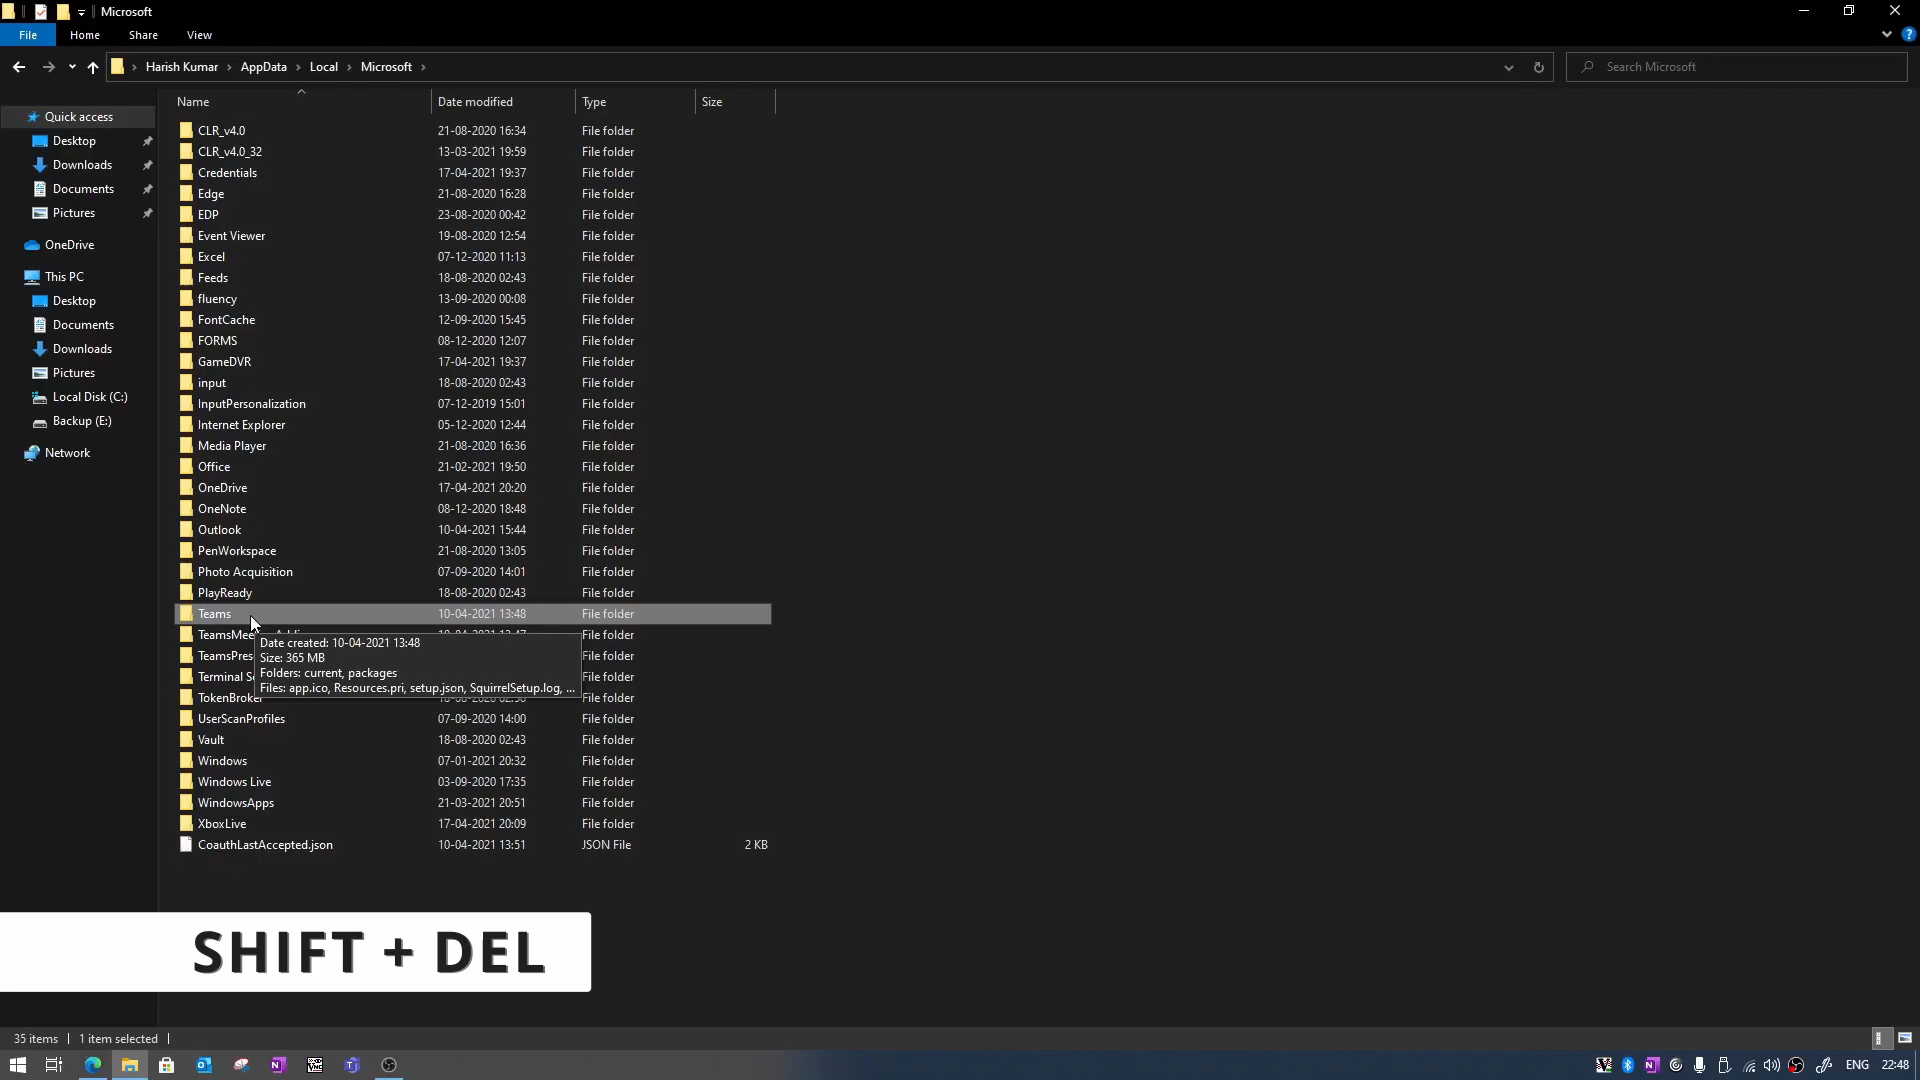 Microsoft
File Home Share View
Harish Kumar AppData Local Microsoft
Search Microsoft
Name Date modified Type Size
Quick access
Desktop
Downloads
Documents
Pictures
OneDrive
This PC
Desktop
Documents
Downloads
Pictures
Local Disk (C:)
Backup (E:)
Network
CLR_v4.0 21-08-2020 16:34 File folder
CLR_v4.0_32 13-03-2021 19:59 File folder
Credentials 17-04-2021 19:37 File folder
Edge 21-08-2020 16:28 File folder
EDP 23-08-2020 00:42 File folder
Event Viewer 19-08-2020 12:54 File folder
Excel 07-12-2020 11:13 File folder
Feeds 18-08-2020 02:43 File folder
fluency 13-09-2020 00:08 File folder
FontCache 12-09-2020 15:45 File folder
FORMS 08-12-2020 12:07 File folder
GameDVR 17-04-2021 19:37 File folder
input 18-08-2020 02:43 File folder
InputPersonalization 07-12-2019 15:01 File folder
Internet Explorer 05-12-2020 12:44 File folder
Media Player 21-08-2020 16:36 File folder
Office 21-02-2021 19:50 File folder
OneDrive 17-04-2021 20:20 File folder
OneNote 08-12-2020 18:48 File folder
Outlook 10-04-2021 15:44 File folder
PenWorkspace 21-08-2020 13:05 File folder
Photo Acquisition 07-09-2020 14:01 File folder
PlayReady 18-08-2020 02:43 File folder
Teams 10-04-2021 13:48 File folder
TeamsMee File folder
TeamsPres File folder
Terminal S File folder
TokenBroker File folder
Date created: 10-04-2021 13:48
Size: 365 MB
Folders: current, packages
Files: app.ico, Resources.pri, setup.json, SquirrelSetup.log, ...
UserScanProfiles 07-09-2020 14:00 File folder
Vault 18-08-2020 02:43 File folder
Windows 07-01-2021 20:32 File folder
Windows Live 03-09-2020 17:35 File folder
WindowsApps 21-03-2021 20:51 File folder
XboxLive 17-04-2021 20:09 File folder
CoauthLastAccepted.json 10-04-2021 13:51 JSON File 2 KB
SHIFT + DEL
35 items 1 item selected
ENG 22:48